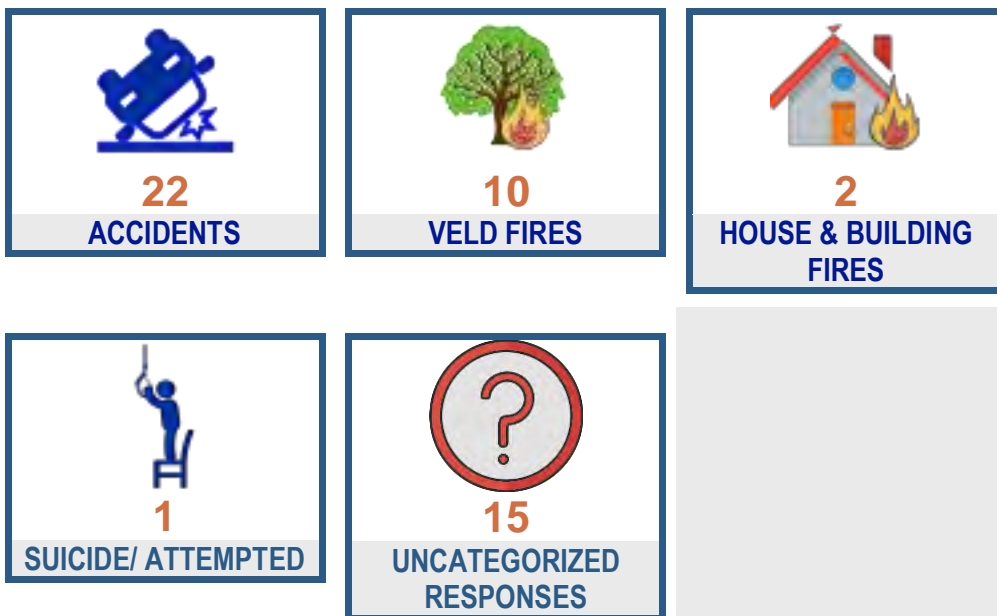 22
ACCIDENTS
10
VELD FIRES
2
HOUSE & BUILDING
FIRES
1
SUICIDE/ ATTEMPTED
?
15
UNCATEGORIZED
RESPONSES